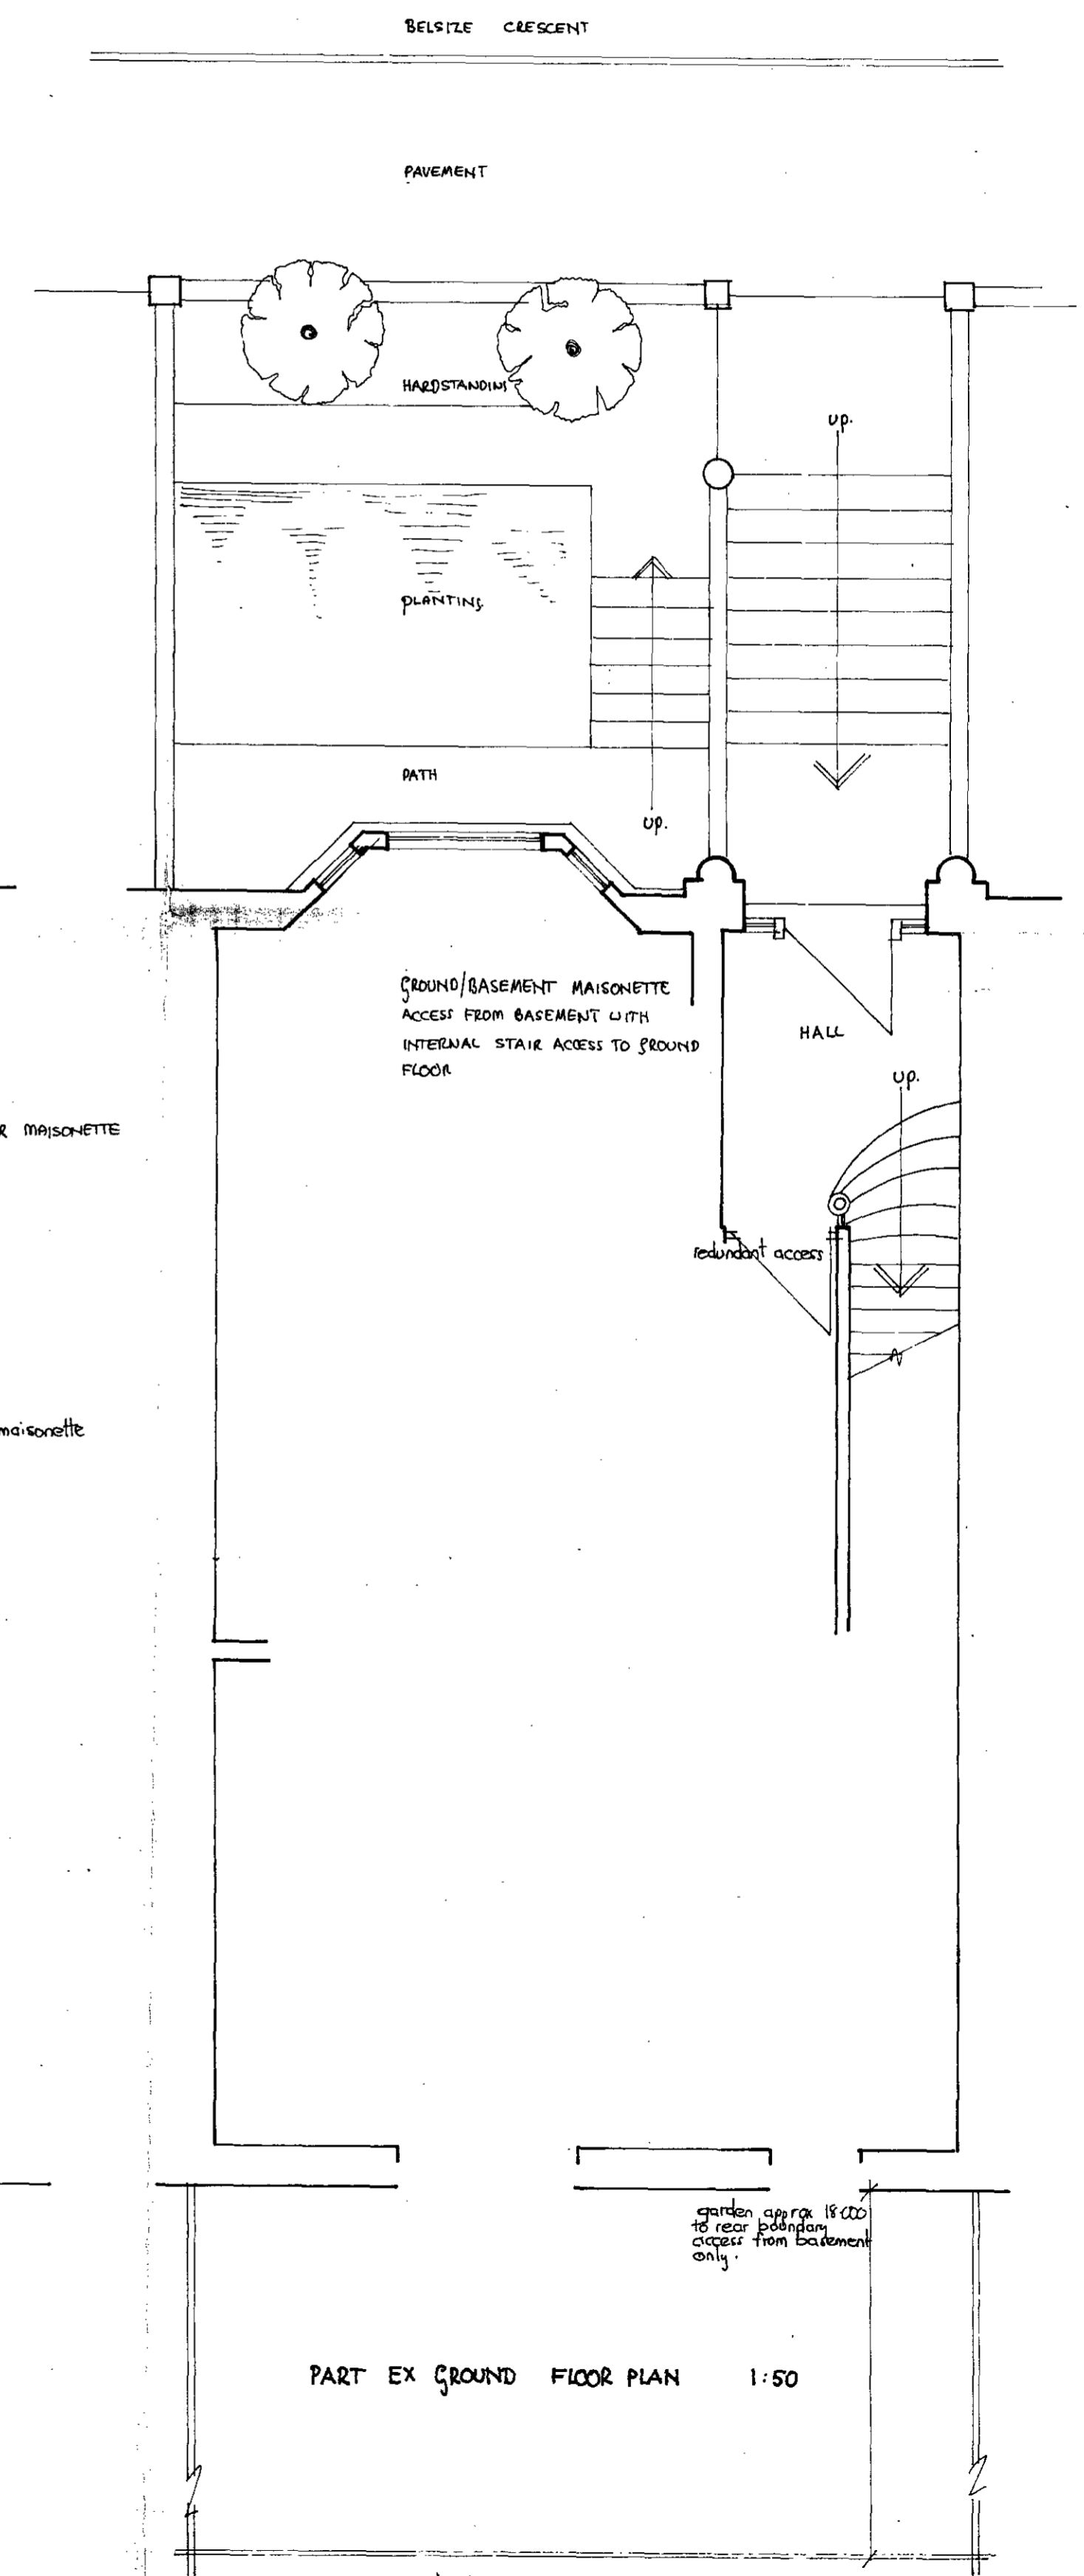 BELSIZE CRESCENT
PAVEMENT
HARDSTANDING
up.
PLANTING
PATH
up.
GROUND/BASEMENT MAISONETTE
ACCESS FROM BASEMENT WITH
INTERNAL STAIR ACCESS TO GROUND
FLOOR
HALL
up.
R MAISONETTE
redundant access
maisonette
garden approx 18000
to rear boundary
access from basement
only.
PART EX GROUND FLOOR PLAN 1:50